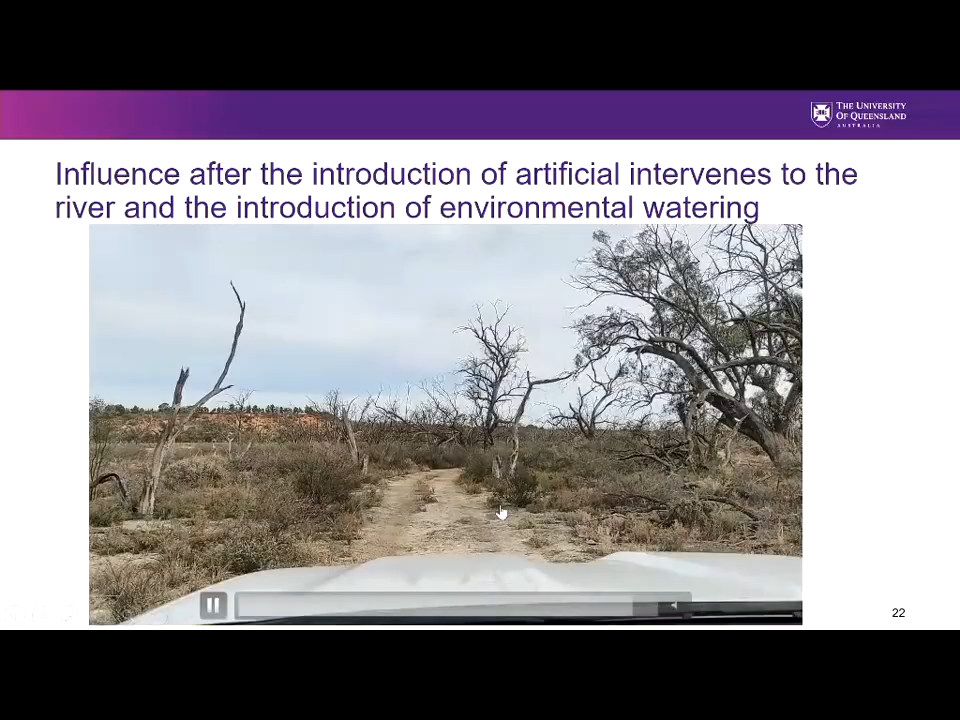 THE UNIVERSITY
OF QUEENSLAND
AUSTRALIA
Influence after the introduction of artificial intervenes to the
river and the introduction of environmental watering
22